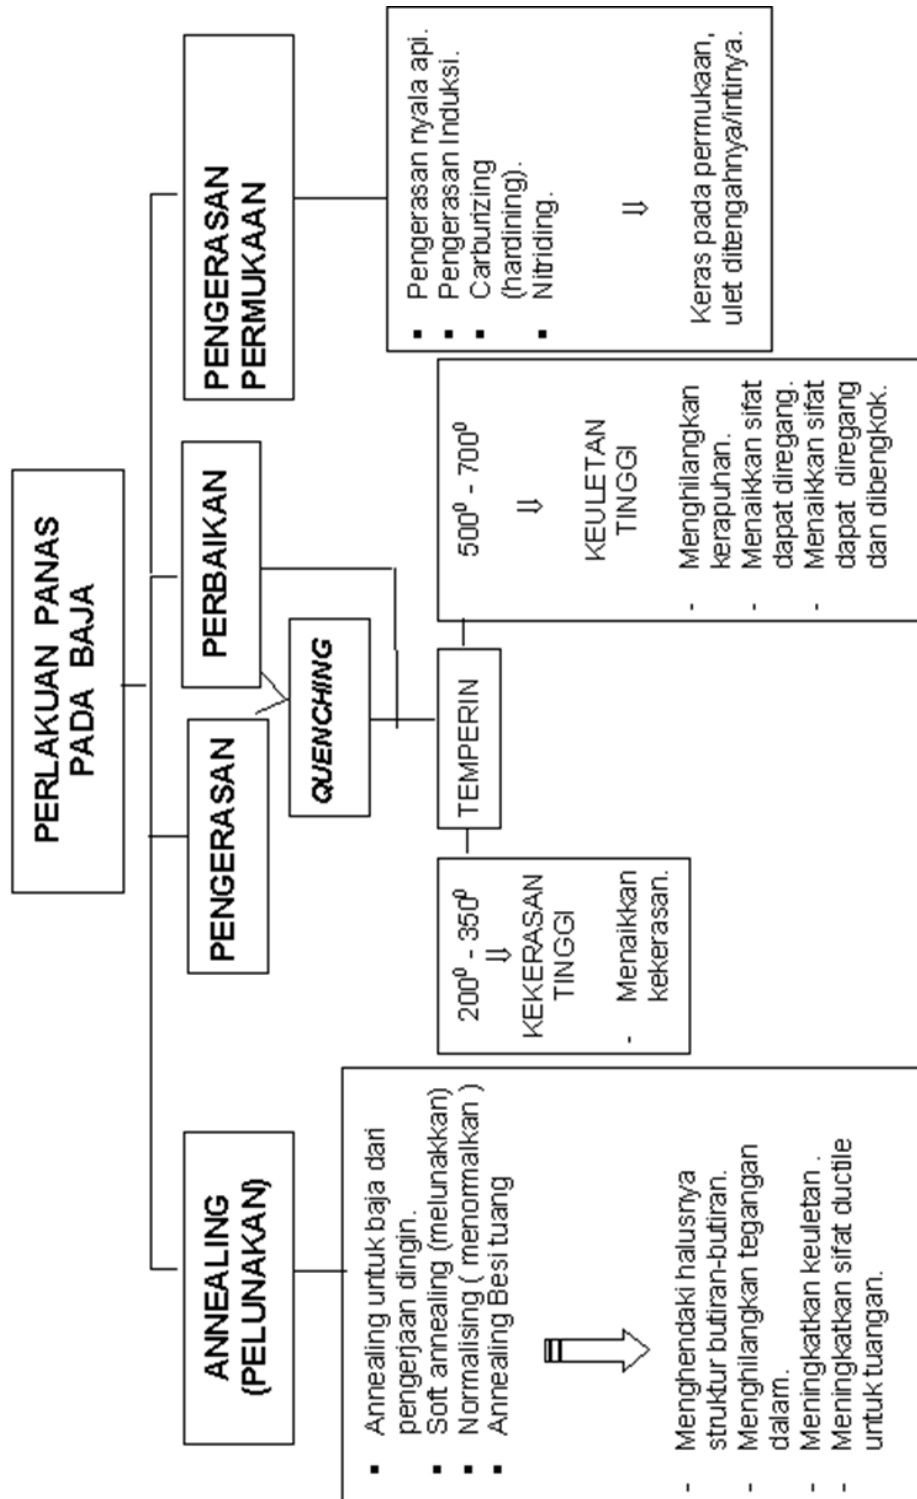 PERLAKUAN PANAS
PADA BAJA
ANNEALING
(PELUNAKAN)
PENGERASAN
PERBAIKAN
PENGERASAN
PERMUKAAN
QUENCHING
TEMPERIN
▪ Annealing untuk baja dari
pengerjaan dingin.
▪ Soft annealing (melunakkan)
▪ Normalising ( menormalkan )
▪ Annealing Besi tuang
- Menghendaki halusnya
struktur butiran-butiran.
- Menghilangkan tegangan
dalam.
- Meningkatkan keuletan .
- Meningkatkan sifat ductile
untuk tuangan.
200⁰ - 350⁰
⇓
KEKERASAN
TINGGI
- Menaikkan
kekerasan.
500⁰ - 700⁰
⇓
KEULETAN
TINGGI
- Menghilangkan
kerapuhan.
- Menaikkan sifat
dapat diregang.
- Menaikkan sifat
dapat diregang
dan dibengkok.
▪ Pengerasan nyala api.
▪ Pengerasan Induksi.
▪ Carburizing
(hardining).
▪ Nitriding.
⇓
Keras pada permukaan,
ulet ditengahnya/intinya.